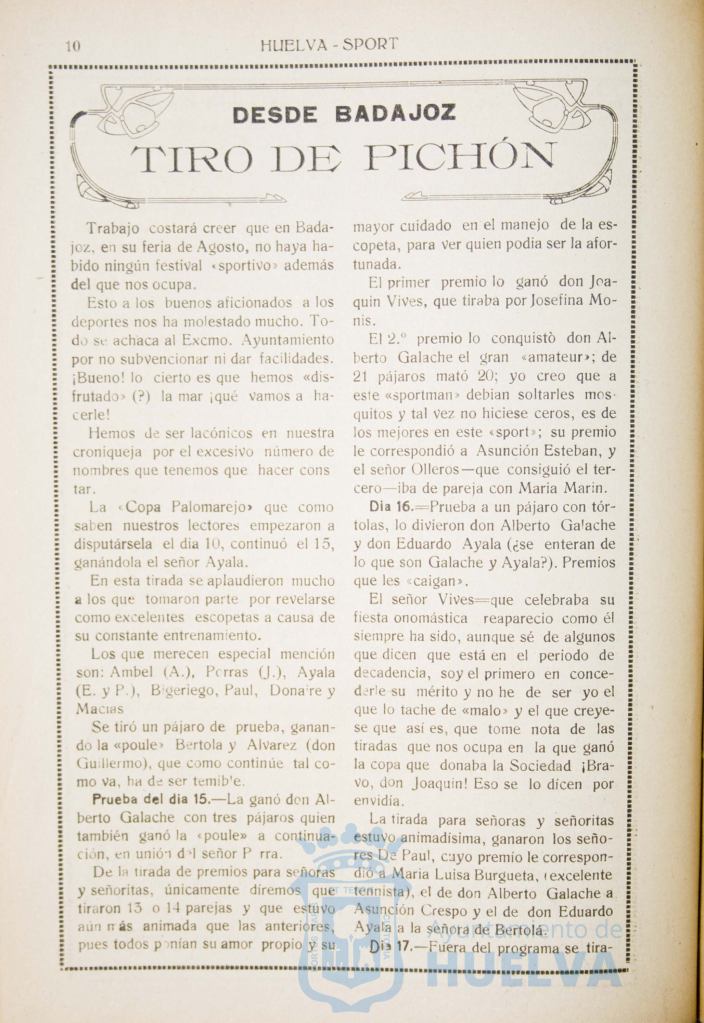 10
HUELVA - SPORT
DESDE BADAJOZ
TIRO DE PICHÓN
Trabajo costará creer que en Bada-
joz, en su feria de Agosto, no haya ha-
bido ningún festival «sportivo» además
del que nos ocupa.
Esto a los buenos aficionados a los
deportes nos ha molestado mucho. To-
do se achaca al Excmo. Ayuntamiento
por no subvencionar ni dar facilidades.
¡Bueno! lo cierto es que hemos «dis-
frutado» (?) la mar ¡qué vamos a ha-
cerle!
Hemos de ser lacónicos en nuestra
croniqueja por el excesivo número de
nombres que tenemos que hacer cons
tar.
La «Copa Palomarejo» que como
saben nuestros lectores empezaron a
disputársela el dia 10, continuó el 15,
ganándola el señor Ayala.
En esta tirada se aplaudieron mucho
a los que tomaron parte por revelarse
como excelentes escopetas a causa de
su constante entrenamiento.
Los que merecen especial mención
son: Ambel (A.), Porras (J.), Ayala
(E. y P.), Bigeriego, Paul, Donaire y
Macias
Se tiró un pájaro de prueba, ganan-
do la «poule» Bertola y Alvarez (don
Guillermo), que como continúe tal co-
mo va, ha de ser temib'e.
Prueba del dia 15.—La ganó don Al-
berto Galache con tres pájaros quien
también ganó la «poule» a continua-
ción, en unión del señor P rra.
De la tirada de premios para señoras
y señoritas, únicamente diremos que
tiraron 13 o 14 parejas y que estuvo
aún más animada que las anteriores,
pues todos ponían su amor propio y su
mayor cuidado en el manejo de la es-
copeta, para ver quien podia ser la afor-
tunada.
El primer premio lo ganó don Joa-
quin Vives, que tiraba por Josefina Mo-
nis.
El 2.º premio lo conquistò don Al-
berto Galache el gran «amateur»; de
21 pájaros mató 20; yo creo que a
este «sportman» debian soltarles mos-
quitos y tal vez no hiciese ceros, es de
los mejores en este «sport»; su premio
le correspondió a Asunción Esteban, y
el señor Olleros—que consiguió el ter-
cero—iba de pareja con Maria Marin.
Dia 16.=Prueba a un pájaro con tór-
tolas, lo divieron don Alberto Galache
y don Eduardo Ayala (¿se enteran de
lo que son Galache y Ayala?). Premios
que les «caigan».
El señor Vives=que celebraba su
fiesta onomástica reaparecio como él
siempre ha sido, aunque sé de algunos
que dicen que está en el periodo de
decadencia, soy el primero en conce-
derle su mérito y no he de ser yo el
que lo tache de «malo» y el que creye-
se que asi es, que tome nota de las
tiradas que nos ocupa en la que ganó
la copa que donaba la Sociedad ¡Bra-
vo, don Joaquin! Eso se lo dicen por
envidia.
La tirada para señoras y señoritas
estuvo animadísima, ganaron los seño-
res De Paul, cuyo premio le correspon-
dió a Maria Luisa Burgueta, (excelente
tennista), el de don Alberto Galache a
Asunción Crespo y el de don Eduardo
Ayala a la señora de Bertola.
Dia 17.—Fuera del programa se tira-
Ayuntamiento de
HUELVA